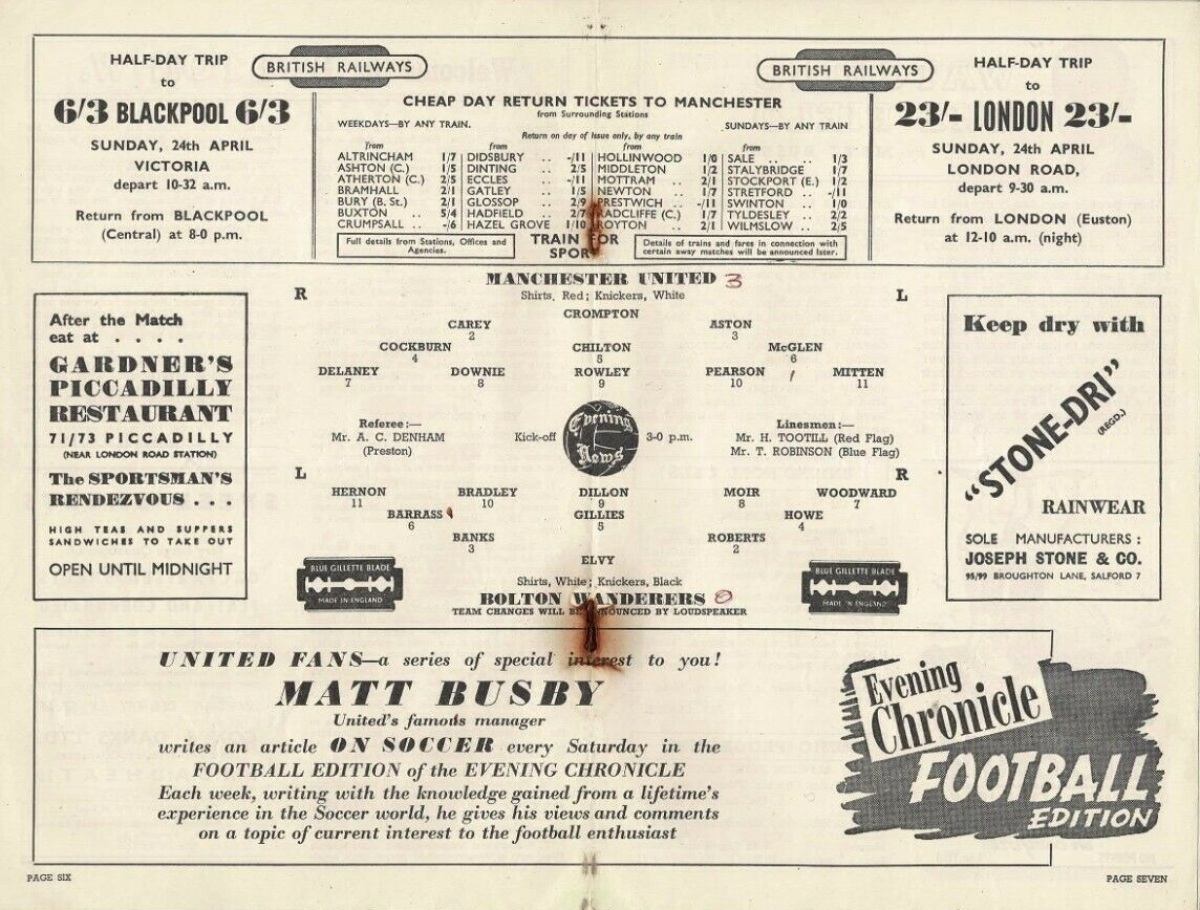 HALF-DAY TRIP
to
6/3 BLACKPOOL 6/3
SUNDAY, 24th APRIL
VICTORIA
depart 10-32 a.m.
Return from BLACKPOOL
(Central) at 8-0 p.m.
BRITISH RAILWAYS
BRITISH RAILWAYS
CHEAP DAY RETURN TICKETS TO MANCHESTER
from Surrounding Stations
WEEKDAYS—BY ANY TRAIN.
SUNDAYS—BY ANY TRAIN
Return on day of issue only, by any train
from from from from
ALTRINCHAM 1/7 DIDSBURY .. -/11 HOLLINWOOD 1/0 SALE .. .. 1/3
ASHTON (C.) 1/5 DINTING .. 2/5 MIDDLETON 1/2 STALYBRIDGE 1/7
ATHERTON (C.) 2/5 ECCLES .. -/11 MOTTRAM .. 2/1 STOCKPORT (E.) 1/2
BRAMHALL 2/1 GATLEY .. 1/5 NEWTON .. 1/7 STRETFORD .. -/11
BURY (B. St.) 2/1 GLOSSOP .. 2/9 PRESTWICH .. -/11 SWINTON .. 1/0
BUXTON 5/4 HADFIELD .. 2/7 RADCLIFFE (C.) 1/7 TYLDESLEY .. 2/2
CRUMPSALL .. -/6 HAZEL GROVE 1/10 ROYTON .. 2/1 WILMSLOW .. 2/5
Full details from Stations, Offices and
Agencies.
TRAIN FOR
SPORT
Details of trains and fares in connection with
certain away matches will be announced later.
HALF-DAY TRIP
to
23/- LONDON 23/-
SUNDAY, 24th APRIL
LONDON ROAD,
depart 9-30 a.m.
Return from LONDON (Euston)
at 12-10 a.m. (night)
After the Match
eat at . . . .
GARDNER'S
PICCADILLY
RESTAURANT
71/73 PICCADILLY
(NEAR LONDON ROAD STATION)
The SPORTSMAN'S
RENDEZVOUS . . .
HIGH TEAS AND SUPPERS
SANDWICHES TO TAKE OUT
OPEN UNTIL MIDNIGHT
MANCHESTER UNITED 3
R
Shirts, Red; Knickers, White
L
CROMPTON
CAREY ASTON
2 3
COCKBURN CHILTON McGLEN
4 5 6
DELANEY DOWNIE ROWLEY PEARSON MITTEN
7 8 9 10 11
Referee:—
Mr. A. C. DENHAM
(Preston)
Kick-off
Evening
News
3-0 p.m.
Linesmen:—
Mr. H. TOOTILL (Red Flag)
Mr. T. ROBINSON (Blue Flag)
L
R
HERNON BRADLEY DILLON MOIR WOODWARD
11 10 9 8 7
BARRASS GILLIES HOWE
6 5 4
BANKS ROBERTS
3 2
ELVY
Shirts, White; Knickers, Black
BOLTON WANDERERS 0
TEAM CHANGES WILL BE ANNOUNCED BY LOUDSPEAKER
BLUE GILLETTE BLADE
MADE IN ENGLAND
BLUE GILLETTE BLADE
MADE IN ENGLAND
Keep dry with
"STONE-DRI"
(REGD.)
RAINWEAR
SOLE MANUFACTURERS:
JOSEPH STONE & CO.
95/99 BROUGHTON LANE, SALFORD 7
UNITED FANS—a series of special interest to you!
MATT BUSBY
United's famous manager
writes an article ON SOCCER every Saturday in the
FOOTBALL EDITION of the EVENING CHRONICLE
Each week, writing with the knowledge gained from a lifetime's
experience in the Soccer world, he gives his views and comments
on a topic of current interest to the football enthusiast
Evening
Chronicle
FOOTBALL
EDITION
PAGE SIX
PAGE SEVEN